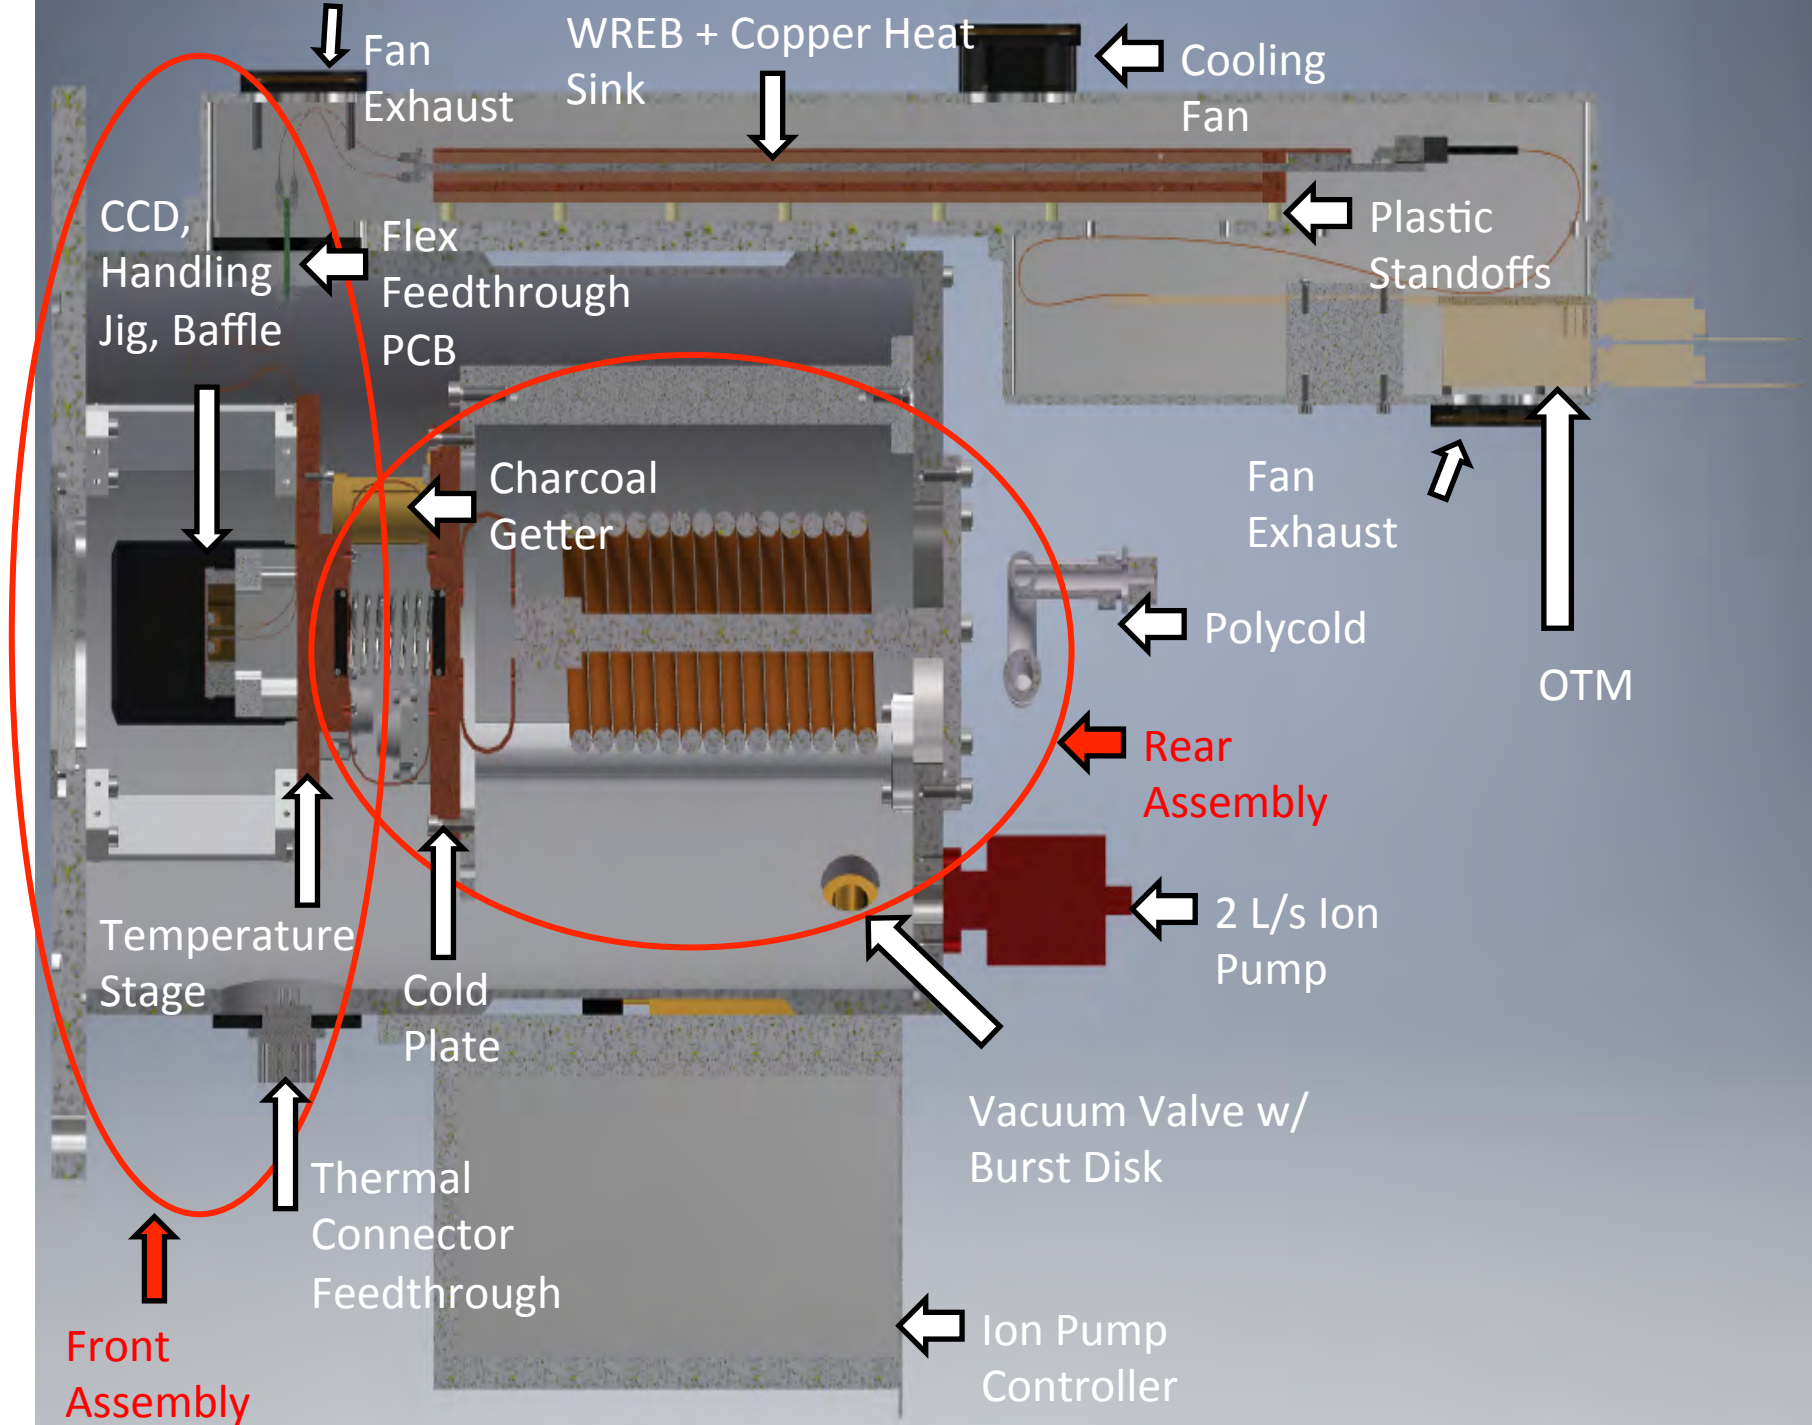 Fan
Exhaust
WREB + Copper Heat
Sink
Cooling
Fan
CCD,
Handling
Jig, Baffle
Flex
Feedthrough
PCB
Plastic
Standoffs
Charcoal
Getter
Fan
Exhaust
Polycold
OTM
Rear
Assembly
Temperature
Stage
Cold
Plate
2 L/s Ion
Pump
Vacuum Valve w/
Burst Disk
Thermal
Connector
Feedthrough
Front
Assembly
Ion Pump
Controller